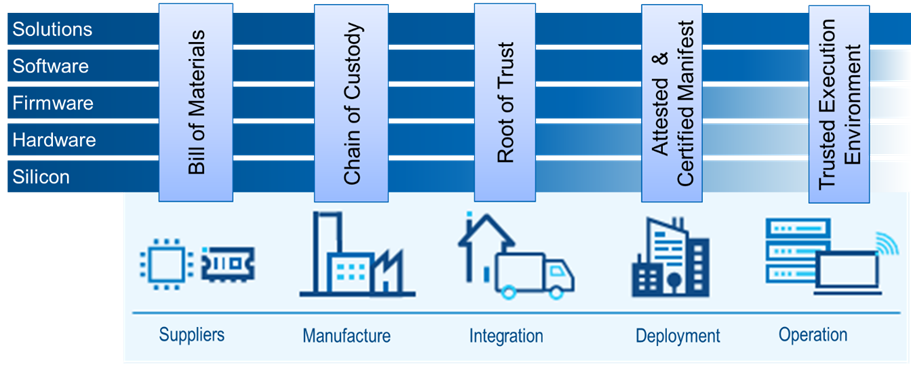 Solutions
Software
Firmware
Hardware
Silicon
Bill of Materials
Chain of Custody
Root of Trust
Attested &
Certified Manifest
Trusted Execution
Environment
Suppliers
Manufacture
Integration
Deployment
Operation